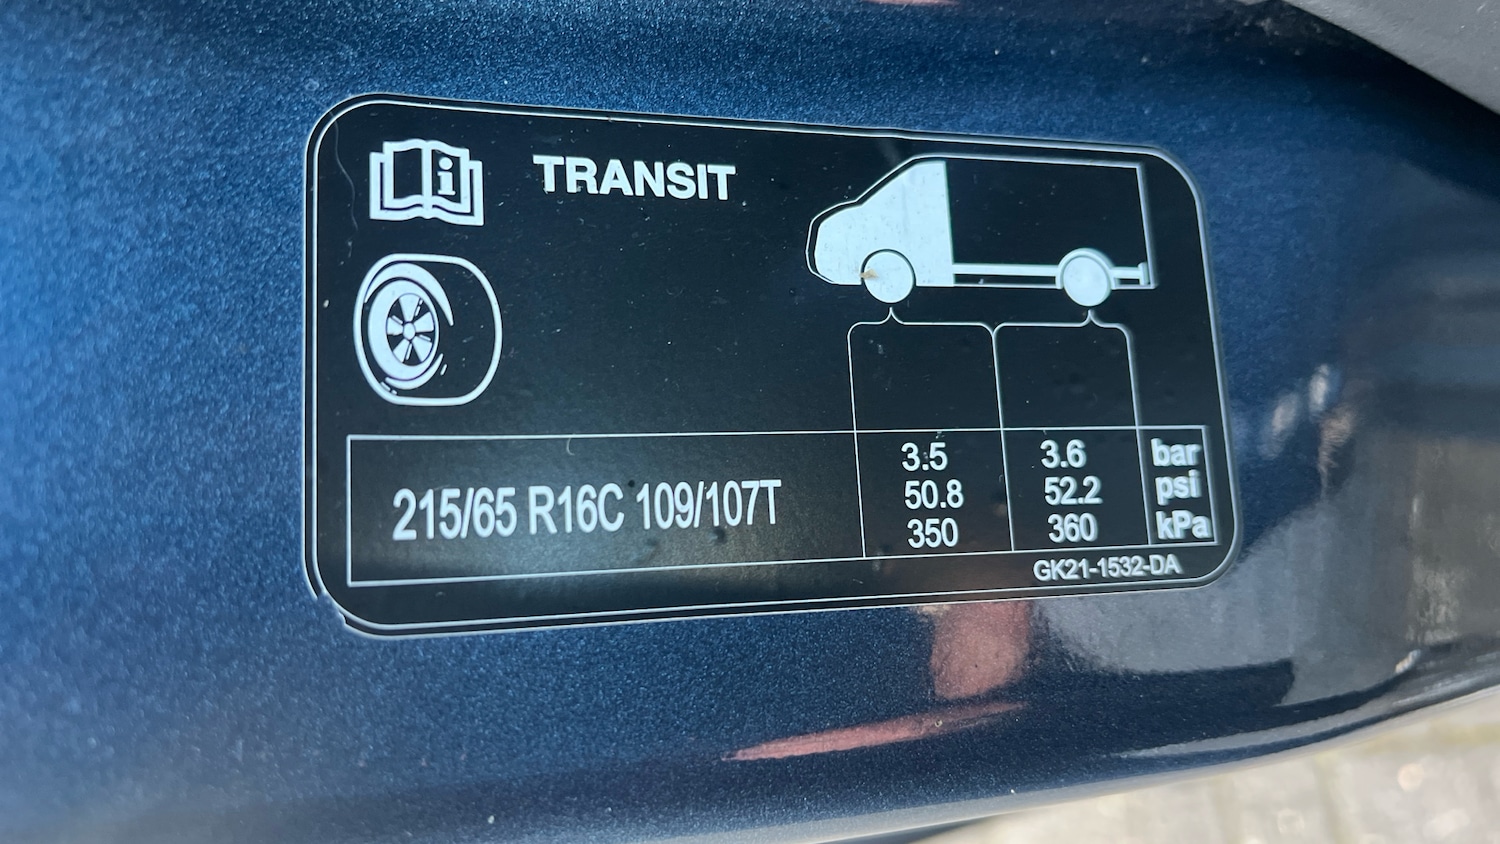 TRANSIT
215/65 R16C 109/107T
3.5 3.6 bar
50.8 52.2 psi
350 360 kPa
GK21-1532-DA